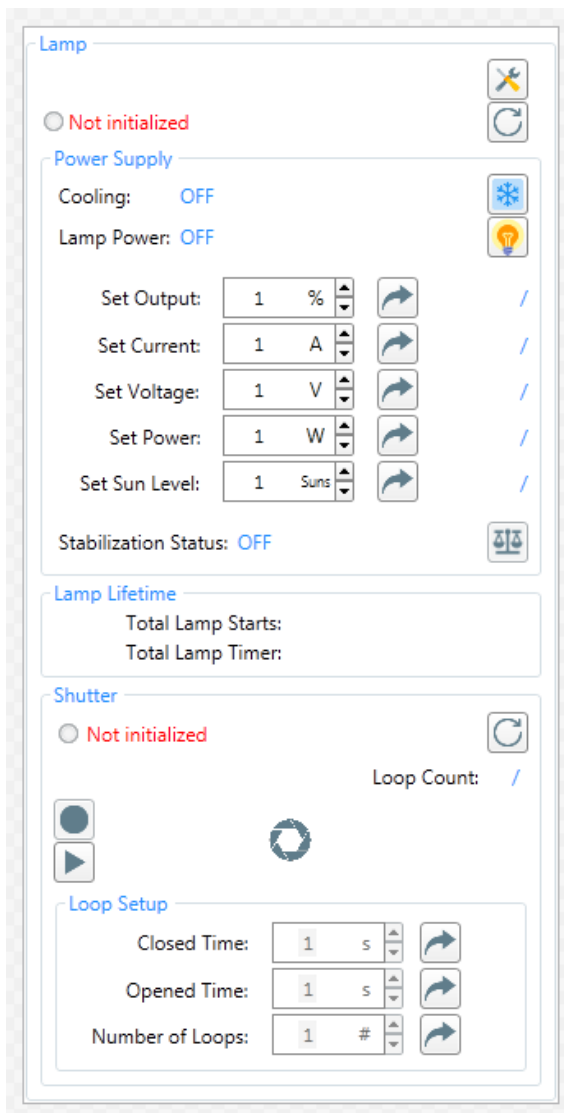 Lamp
Not initialized
Power Supply
Cooling: OFF
Lamp Power: OFF
Set Output: 1 % /
Set Current: 1 A /
Set Voltage: 1 V /
Set Power: 1 W /
Set Sun Level: 1 Suns /
Stabilization Status: OFF
Lamp Lifetime
Total Lamp Starts:
Total Lamp Timer:
Shutter
Not initialized
Loop Count: /
Loop Setup
Closed Time: 1 s
Opened Time: 1 s
Number of Loops: 1 #